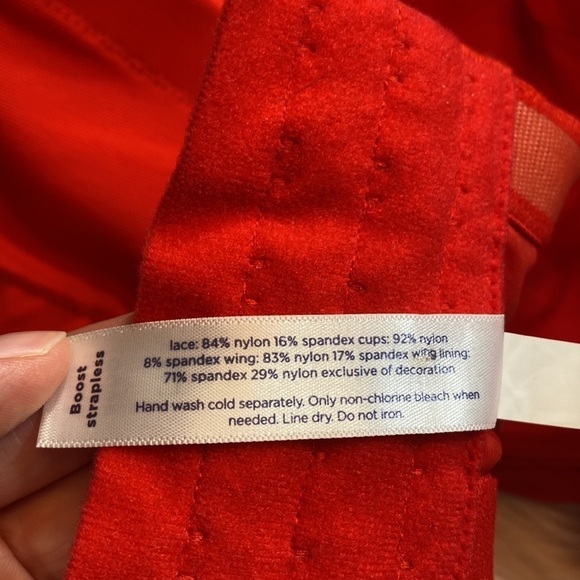 Boost
strapless
lace: 84% nylon 16% spandex cups: 92% nylon
8% spandex wing: 83% nylon 17% spandex wing lining:
71% spandex 29% nylon exclusive of decoration
Hand wash cold separately. Only non-chlorine bleach when
needed. Line dry. Do not iron.